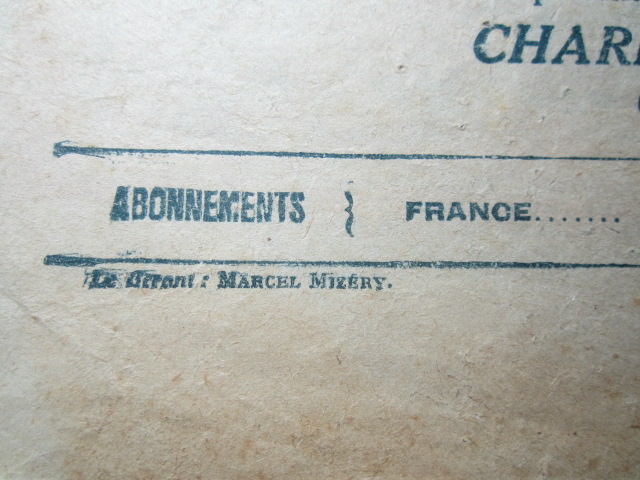 CHAR
ABONNEMENTS } FRANCE.......
Le Gérant : MARCEL MIZÉRY.